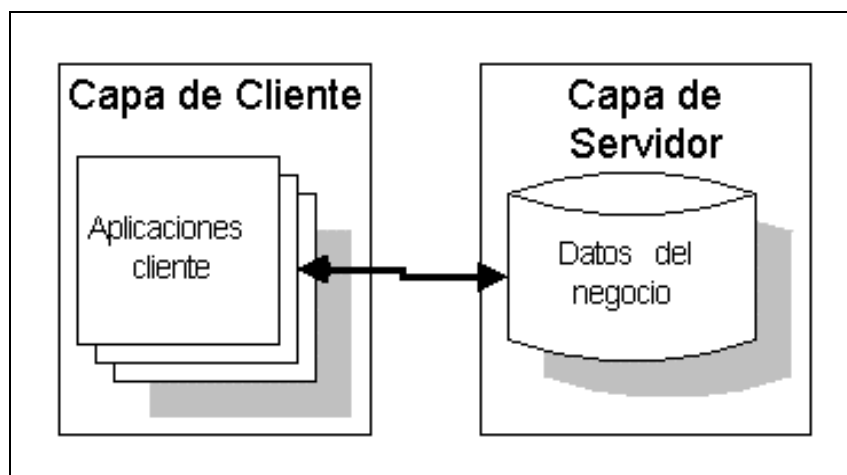 Capa de Cliente
Aplicaciones
cliente
Capa de
Servidor
Datos del
negocio